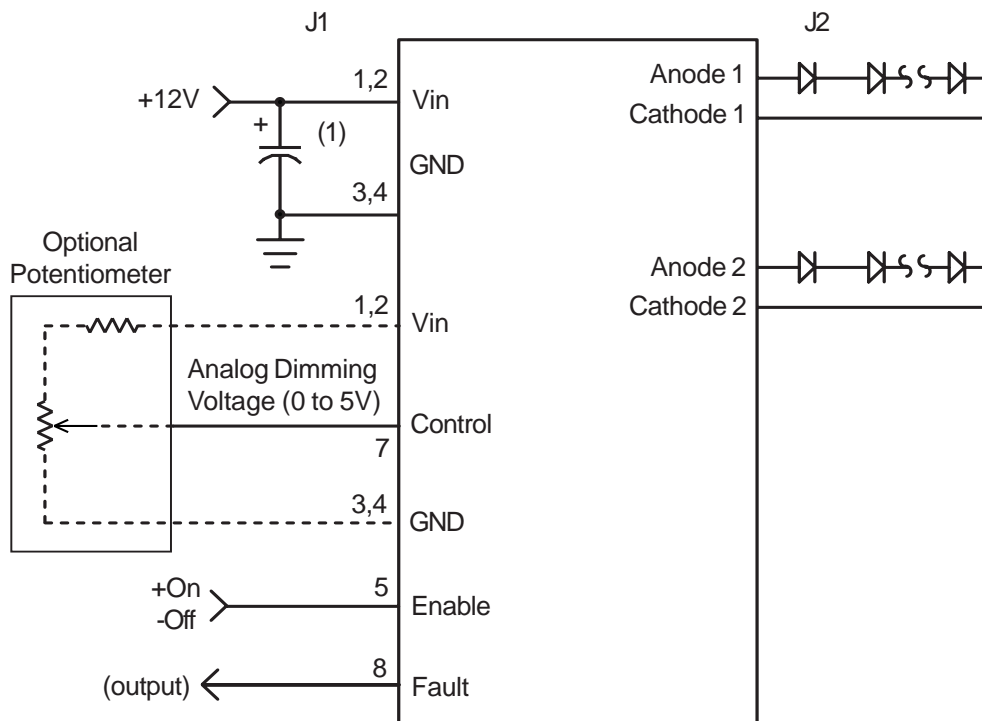 J1
J2
+12V
1,2
Vin
Anode 1
Cathode 1
+
(1)
GND
3,4
Optional
Potentiometer
Anode 2
Cathode 2
1,2
Vin
Analog Dimming
Voltage (0 to 5V)
Control
7
3,4
GND
+On
-Off
5
Enable
(output)
8
Fault